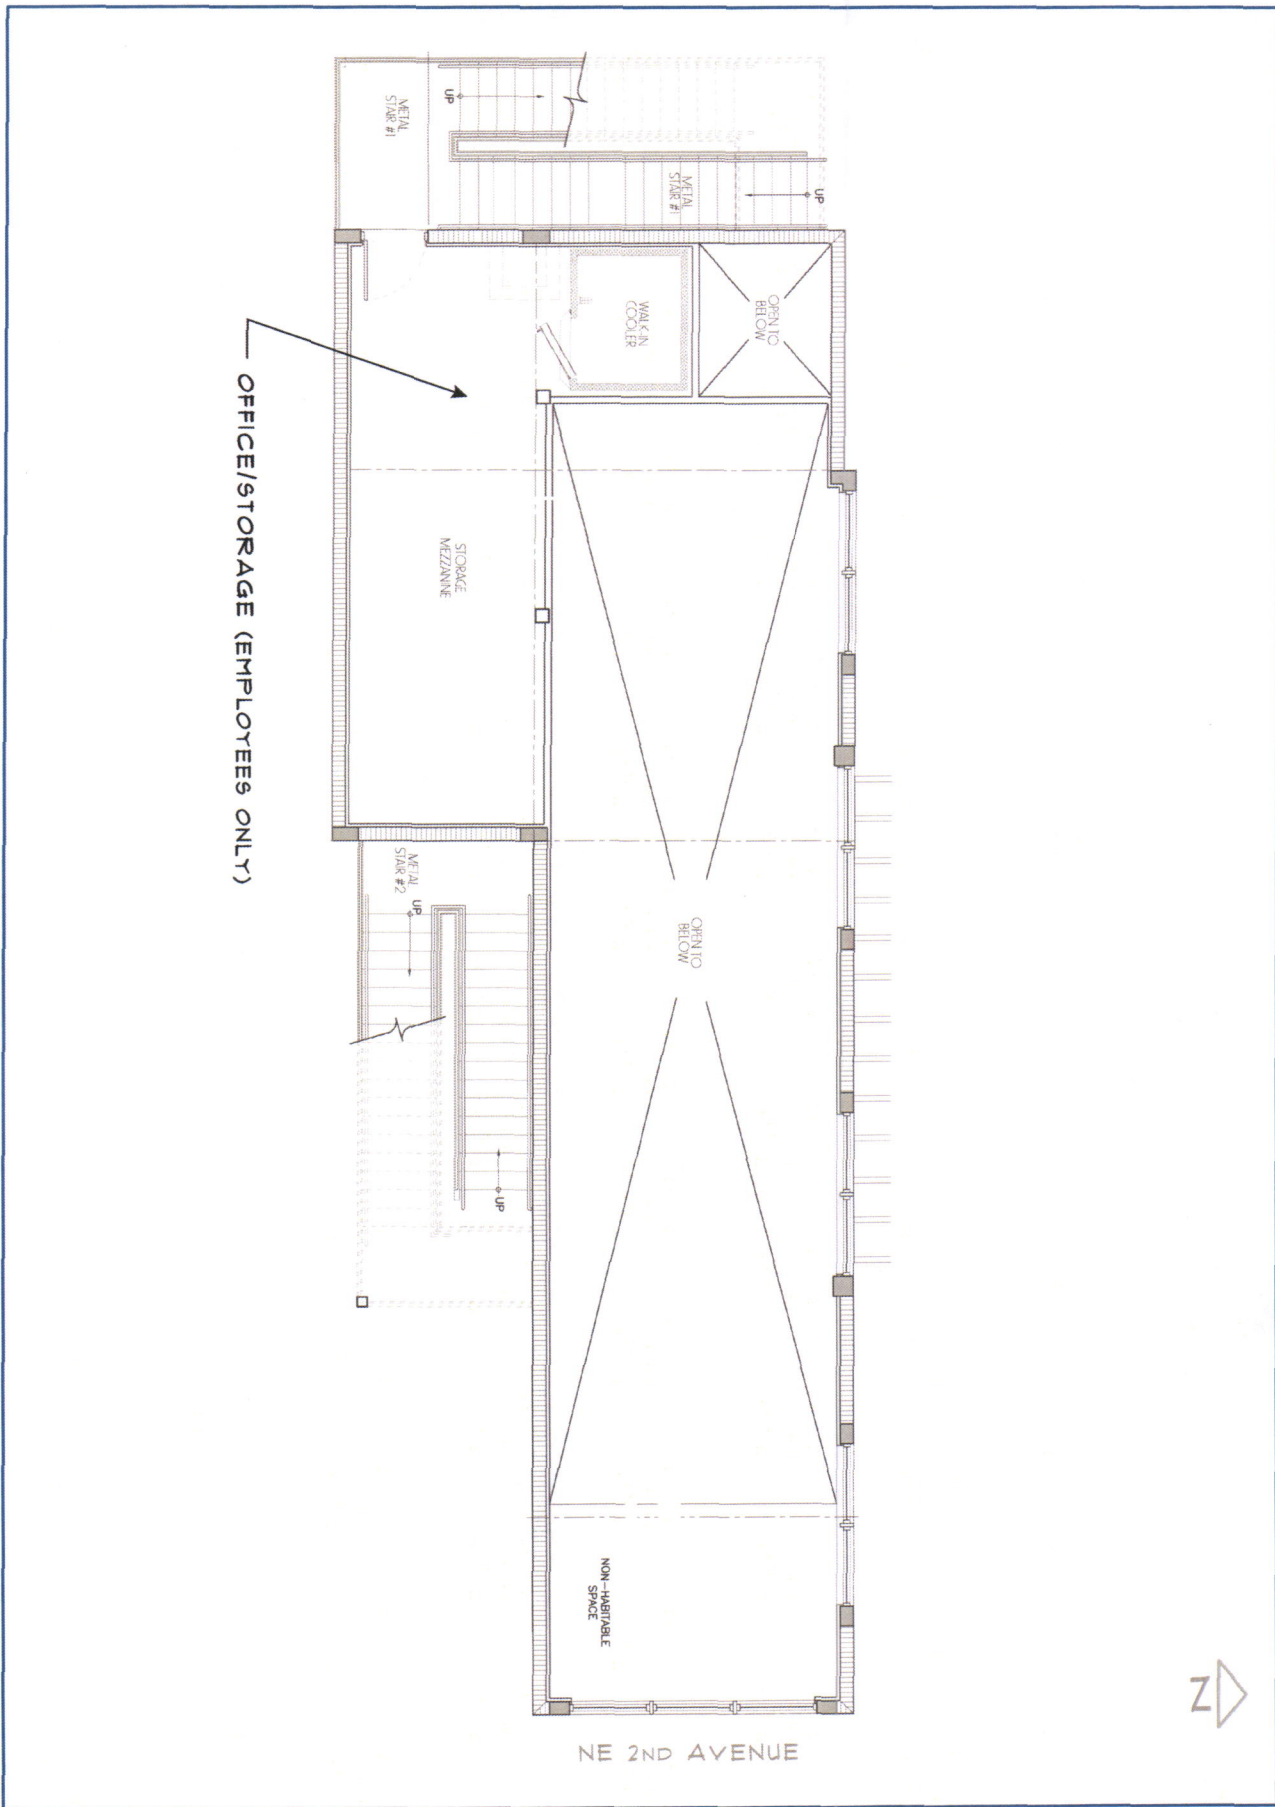 METAL
STAIR #1
UP
METAL
STAIR #1
UP
WALK-IN
COOLER
OPEN TO
BELOW
OFFICE/STORAGE (EMPLOYEES ONLY)
STORAGE
MEZZANINE
METAL
STAIR #2
UP
OPEN TO
BELOW
UP
NON-HABITABLE
SPACE
N
NE 2ND AVENUE